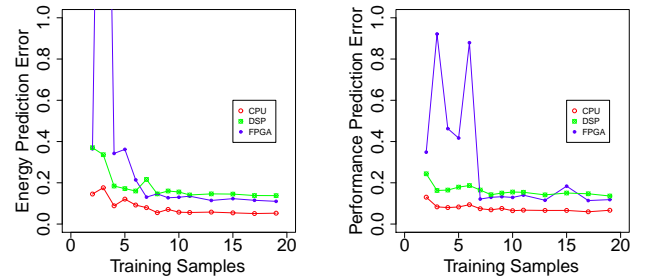 Energy Prediction Error
0.0 0.2 0.4 0.6 0.8 1.0
CPU
DSP
FPGA
0 5 10 15 20
Training Samples
Performance Prediction Error
0.0 0.2 0.4 0.6 0.8 1.0
CPU
DSP
FPGA
0 5 10 15 20
Training Samples